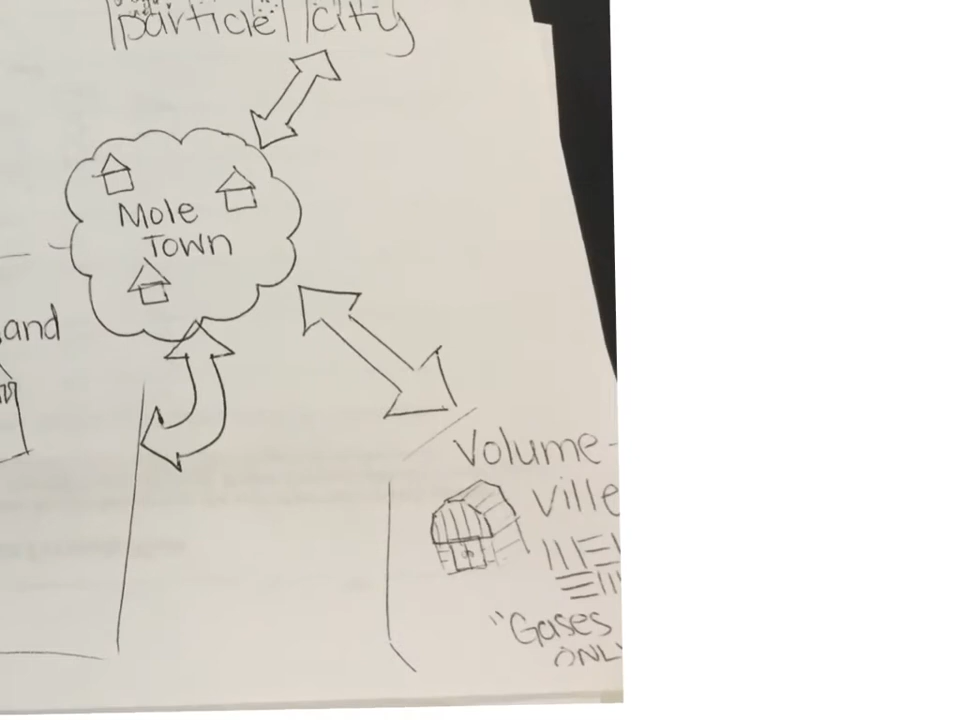 particle city
Mole
TOWN
and
Volume-
Ville
"Gases
ONLY